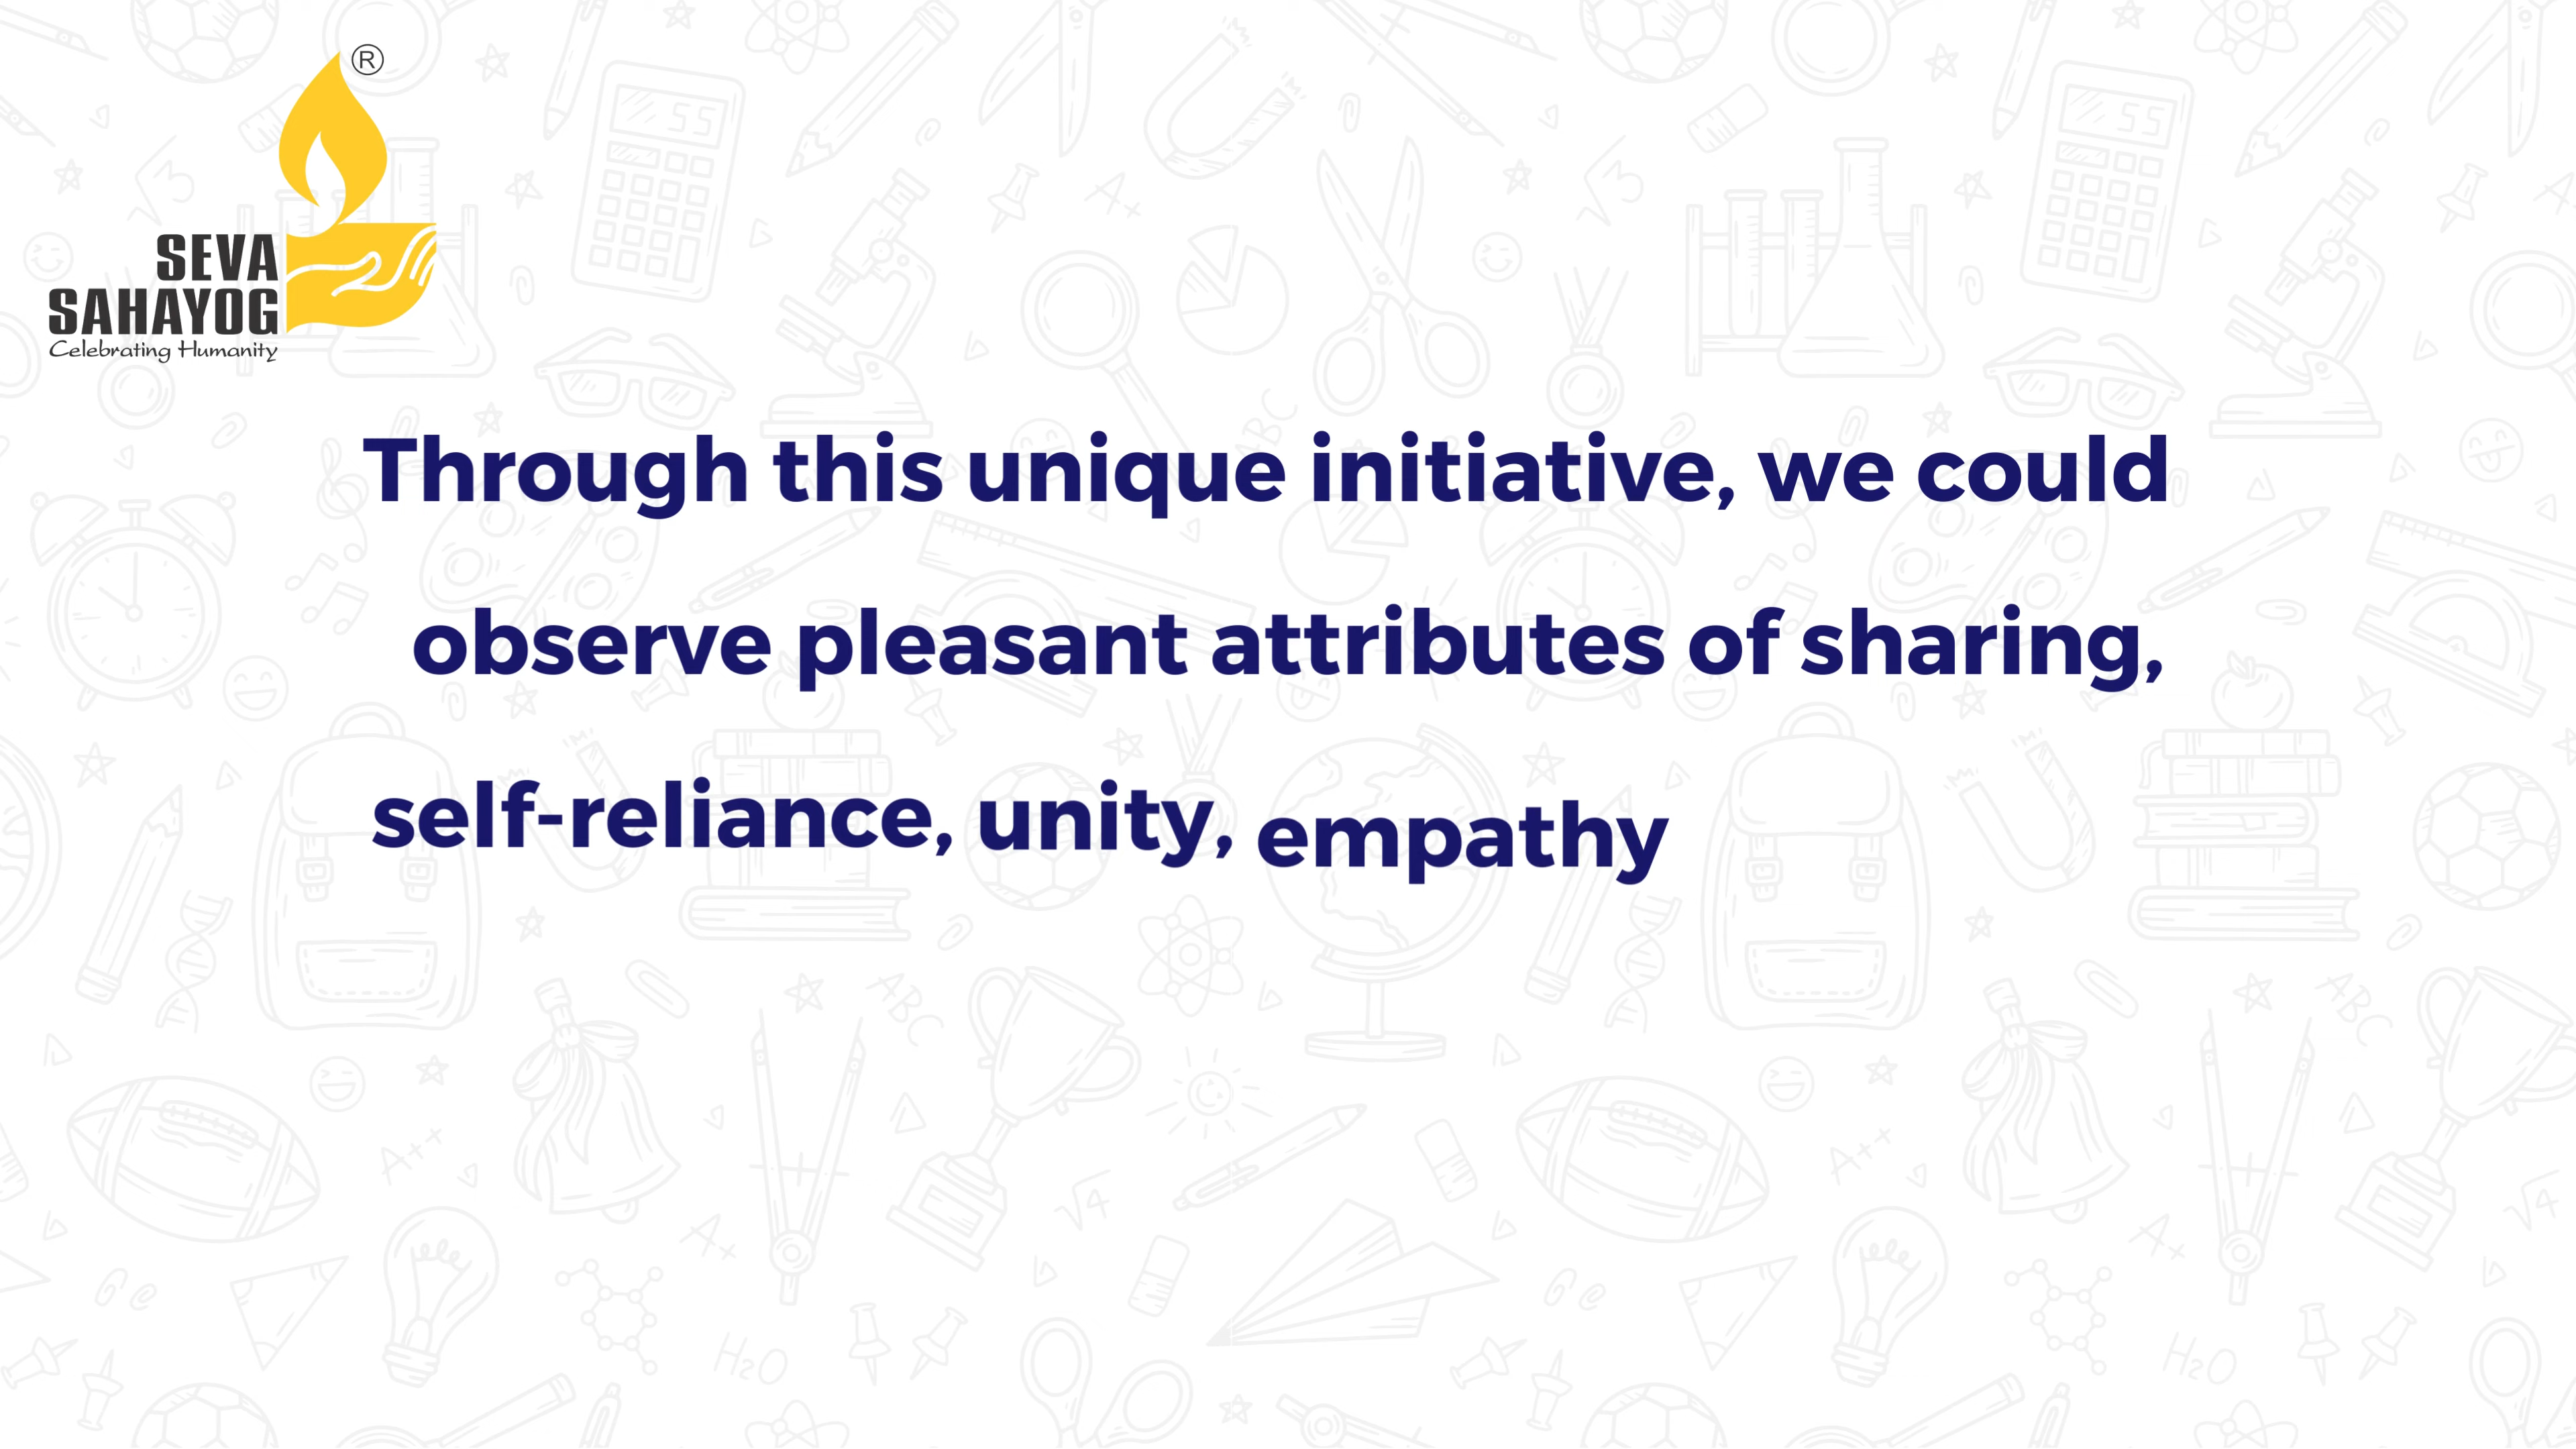 ®
SEVA
SAHAYOG
Celebrating Humanity
Through this unique initiative, we could
observe pleasant attributes of sharing,
self-reliance, unity, empathy